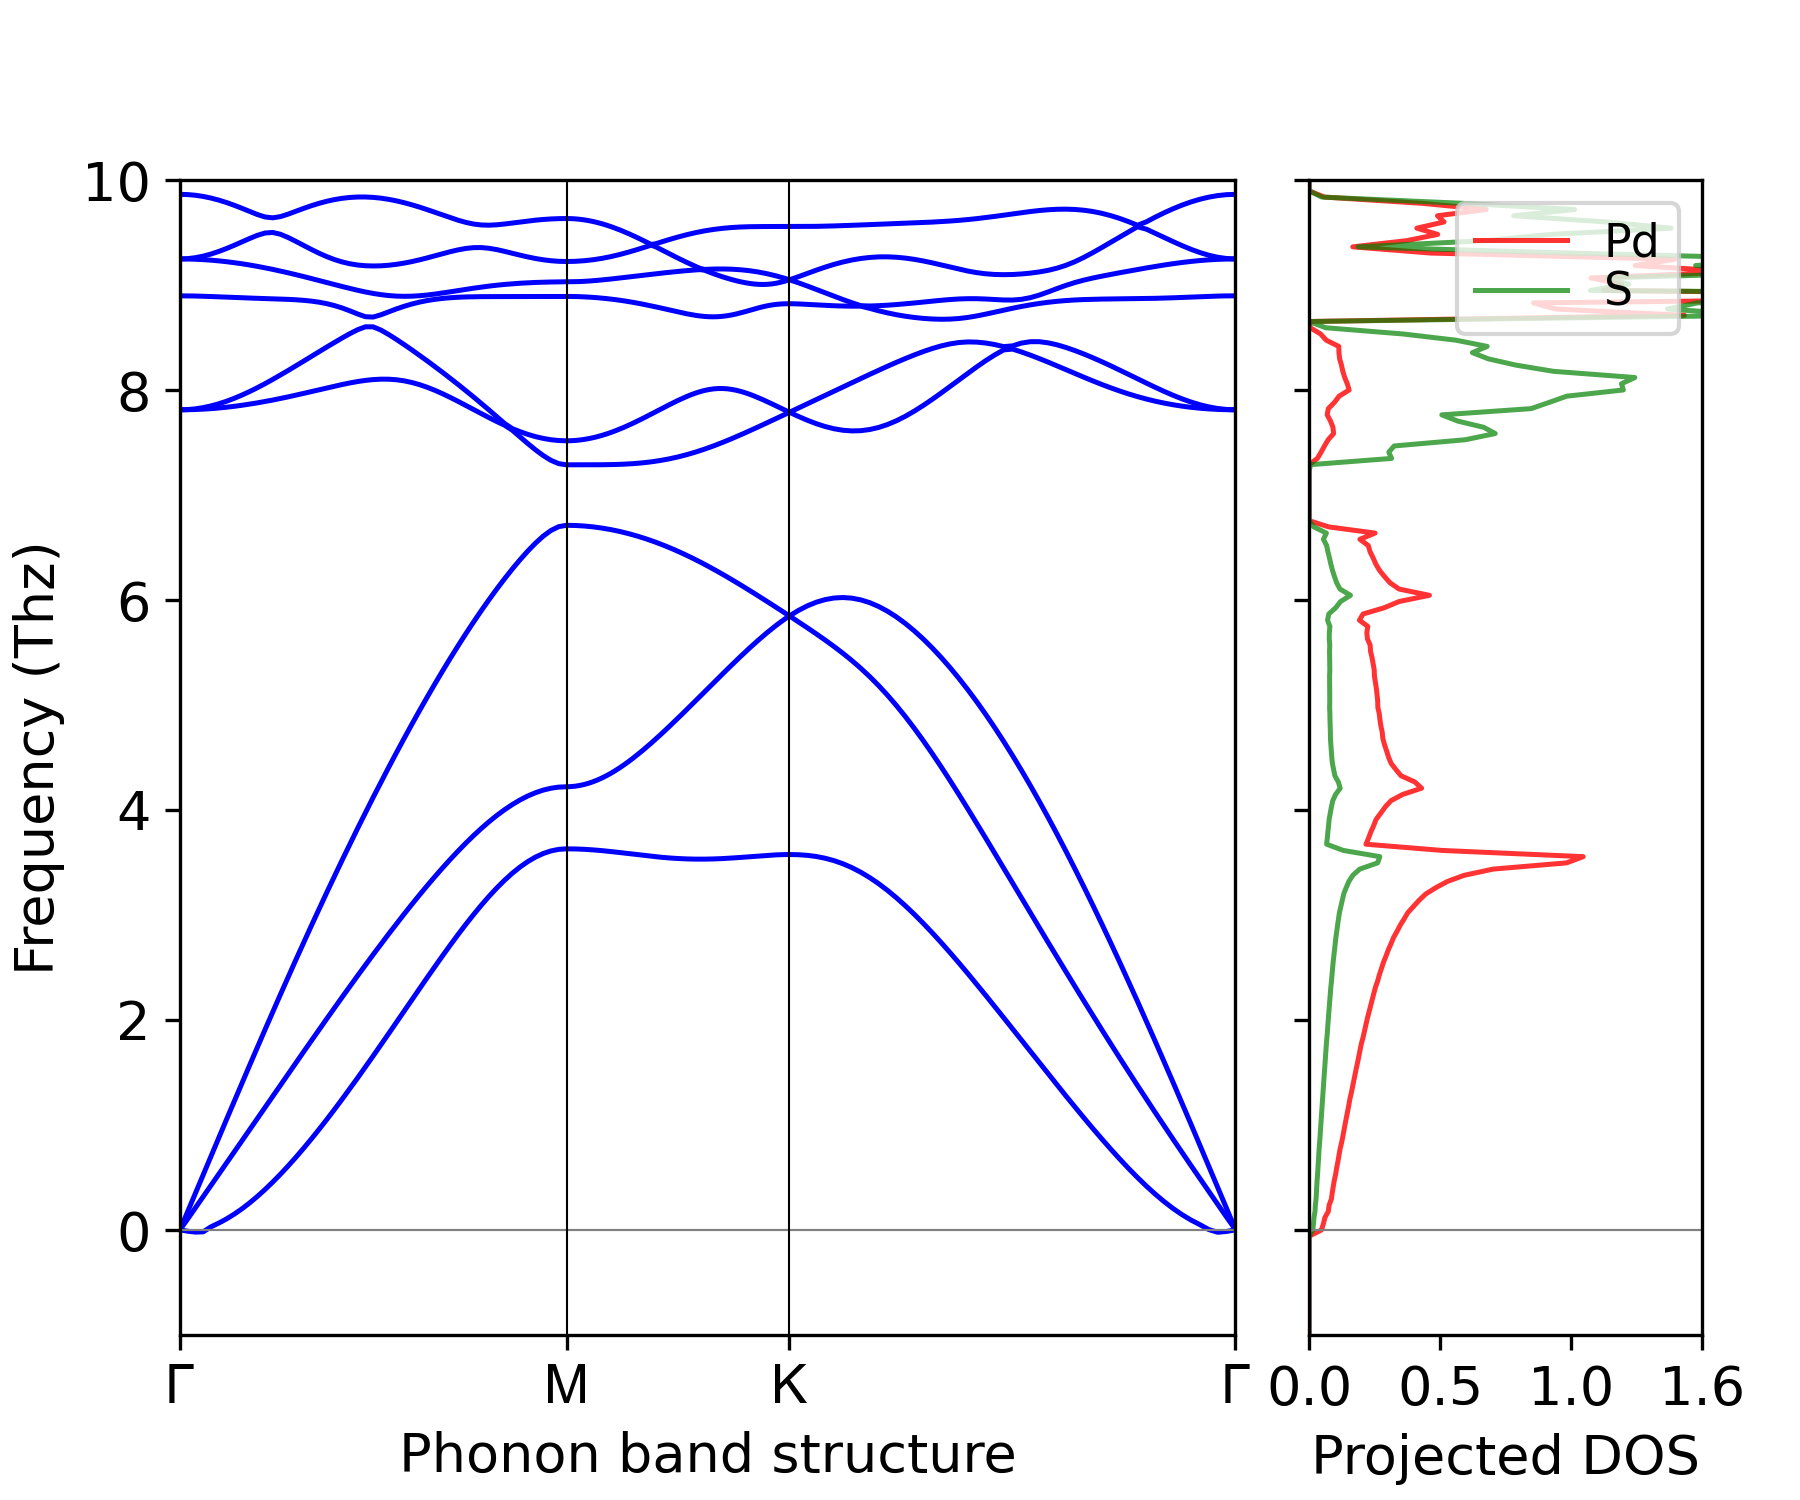 10
8
6
4
2
0
Frequency (Thz)
Γ M K Γ
Phonon band structure
Pd
S
0.0 0.5 1.0 1.6
Projected DOS